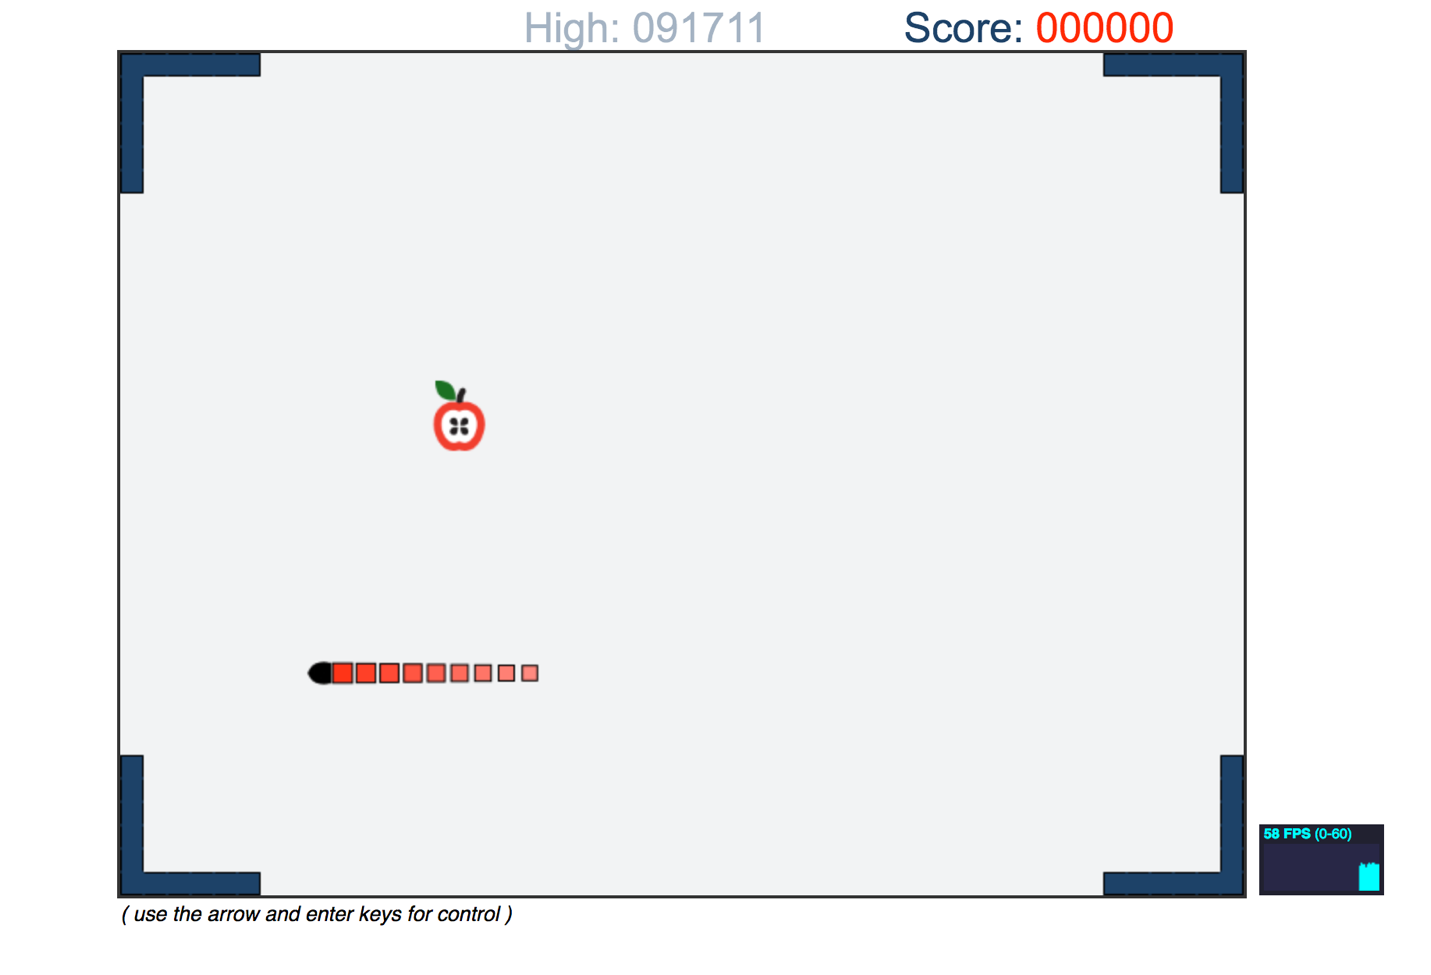 High: 091711 Score: 000000
58 FPS (0-60)
( use the arrow and enter keys for control )